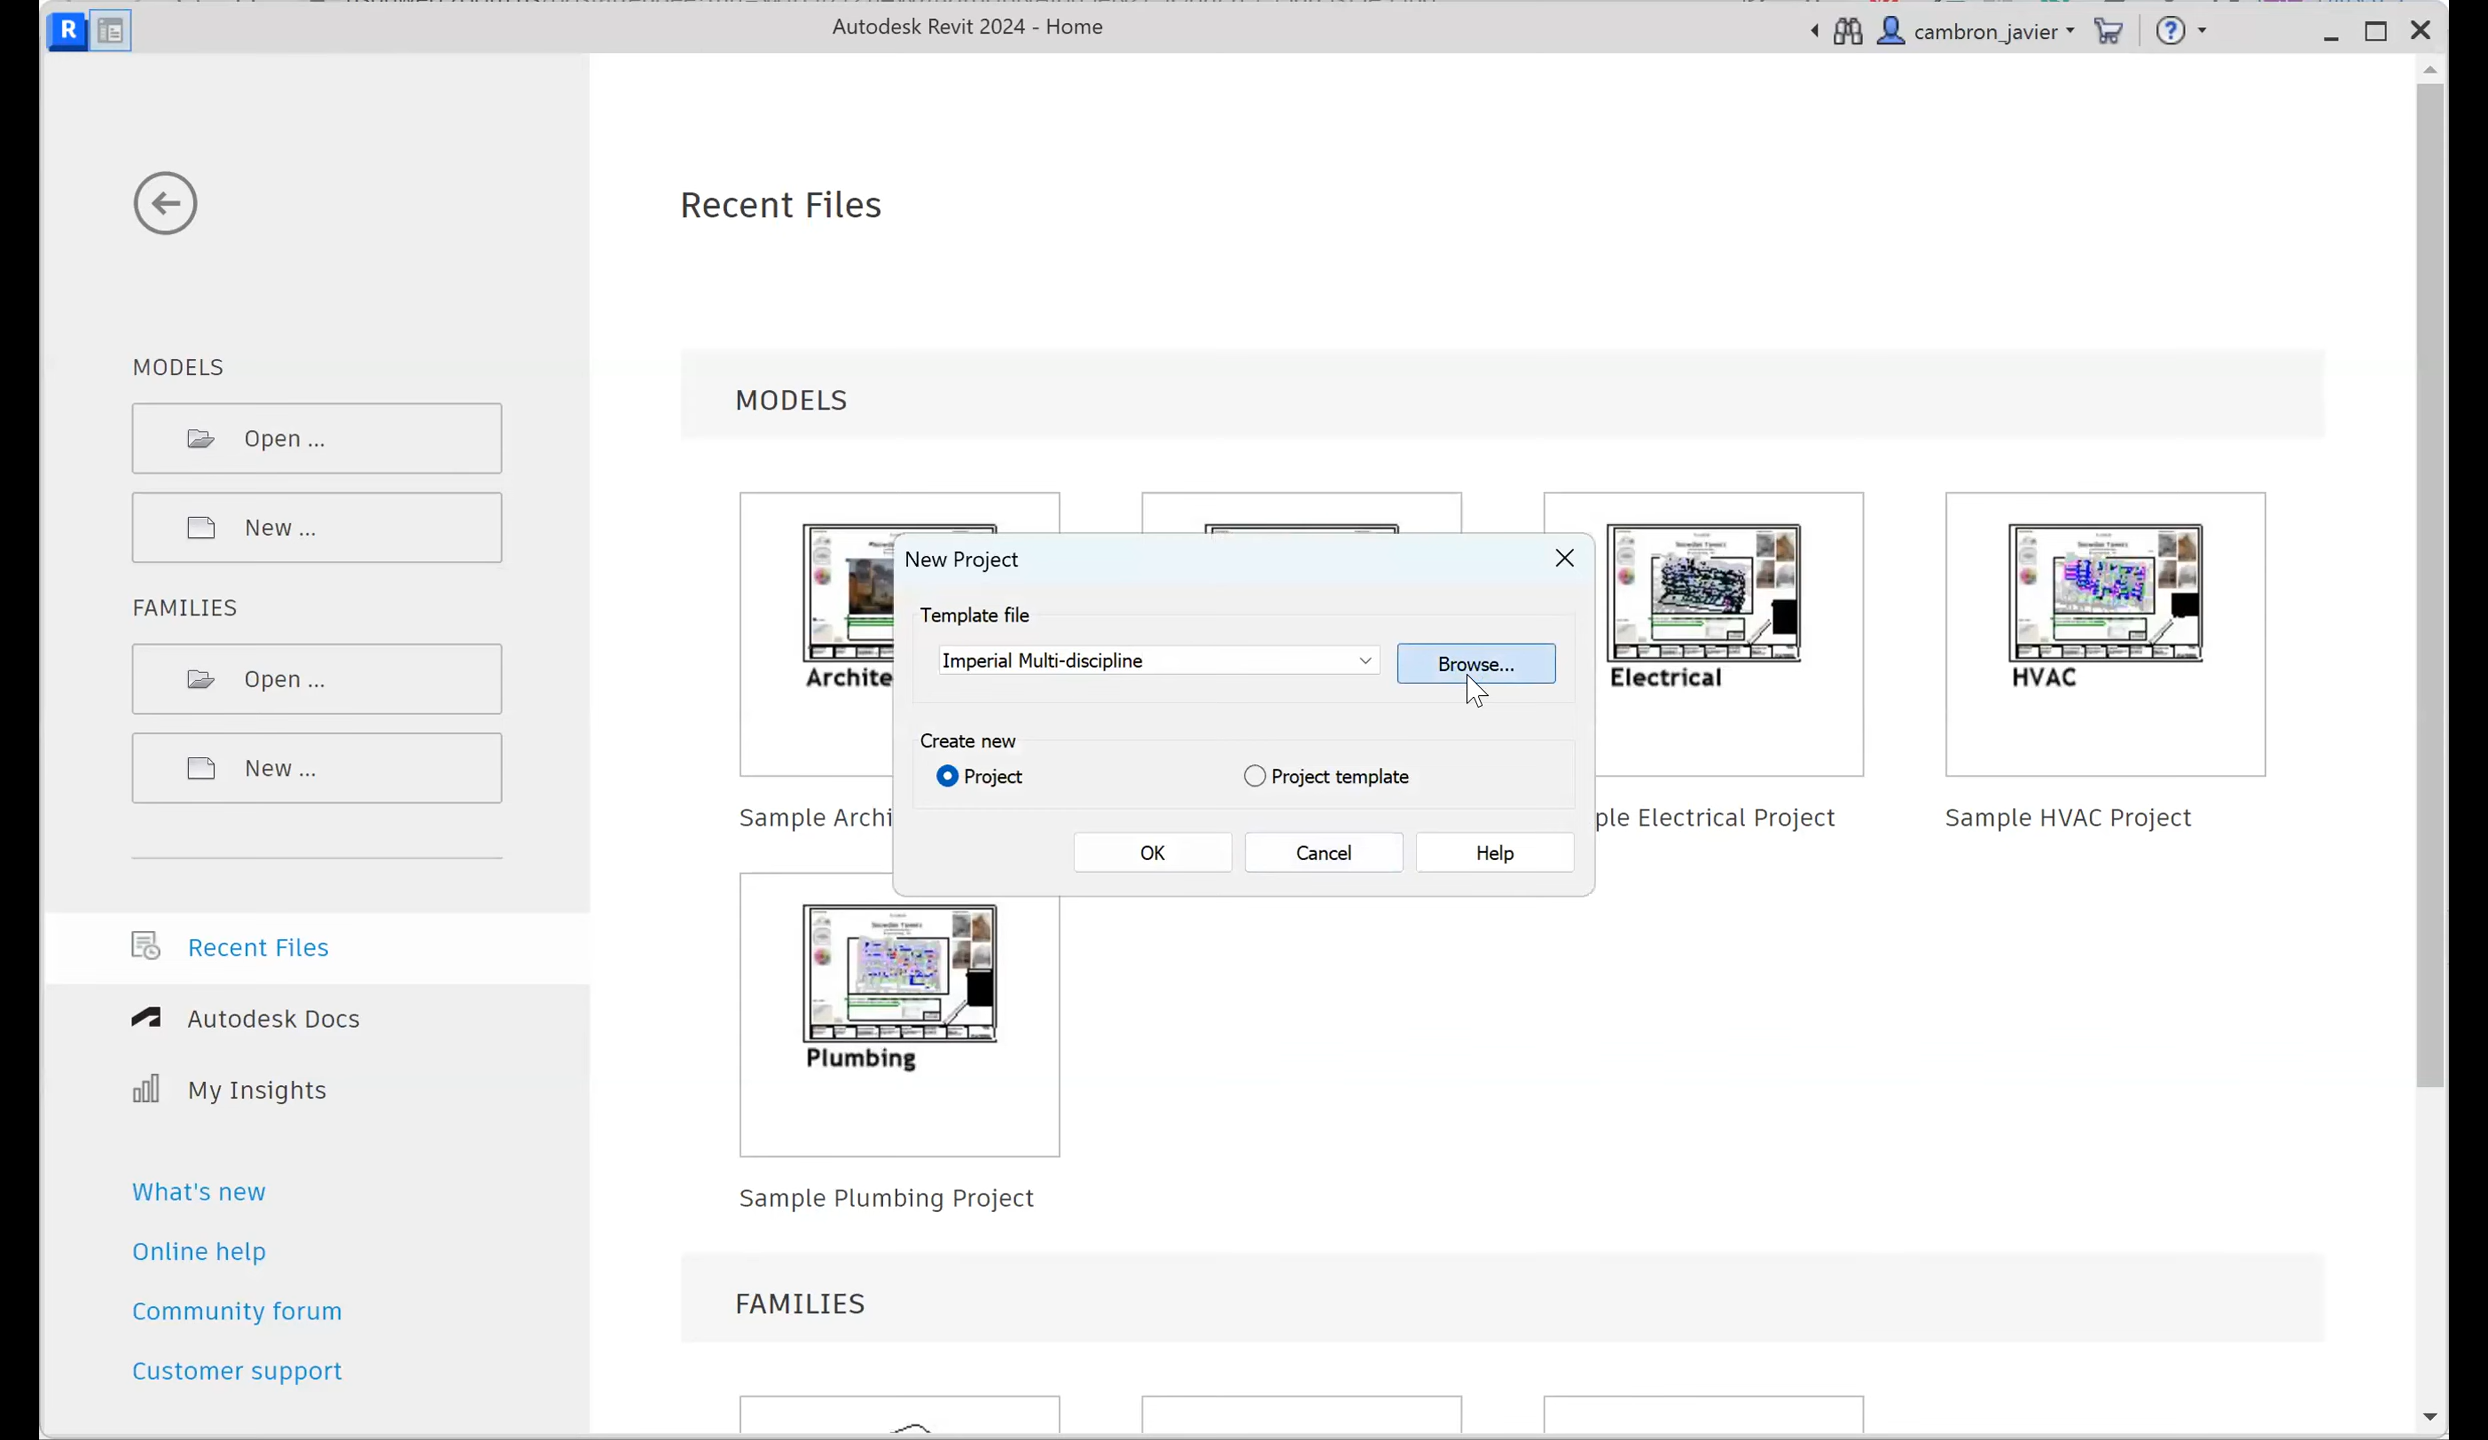 R
Autodesk Revit 2024 - Home
cambron_javier
Recent Files
MODELS
Open ...
New ...
FAMILIES
Open ...
New ...
Recent Files
Autodesk Docs
My Insights
What's new
Online help
Community forum
Customer support
MODELS
Archite
Electrical
HVAC
Sample Archi
ple Electrical Project
Sample HVAC Project
New Project
Template file
Imperial Multi-discipline
Browse...
Create new
Project
Project template
OK
Cancel
Help
Plumbing
Sample Plumbing Project
FAMILIES